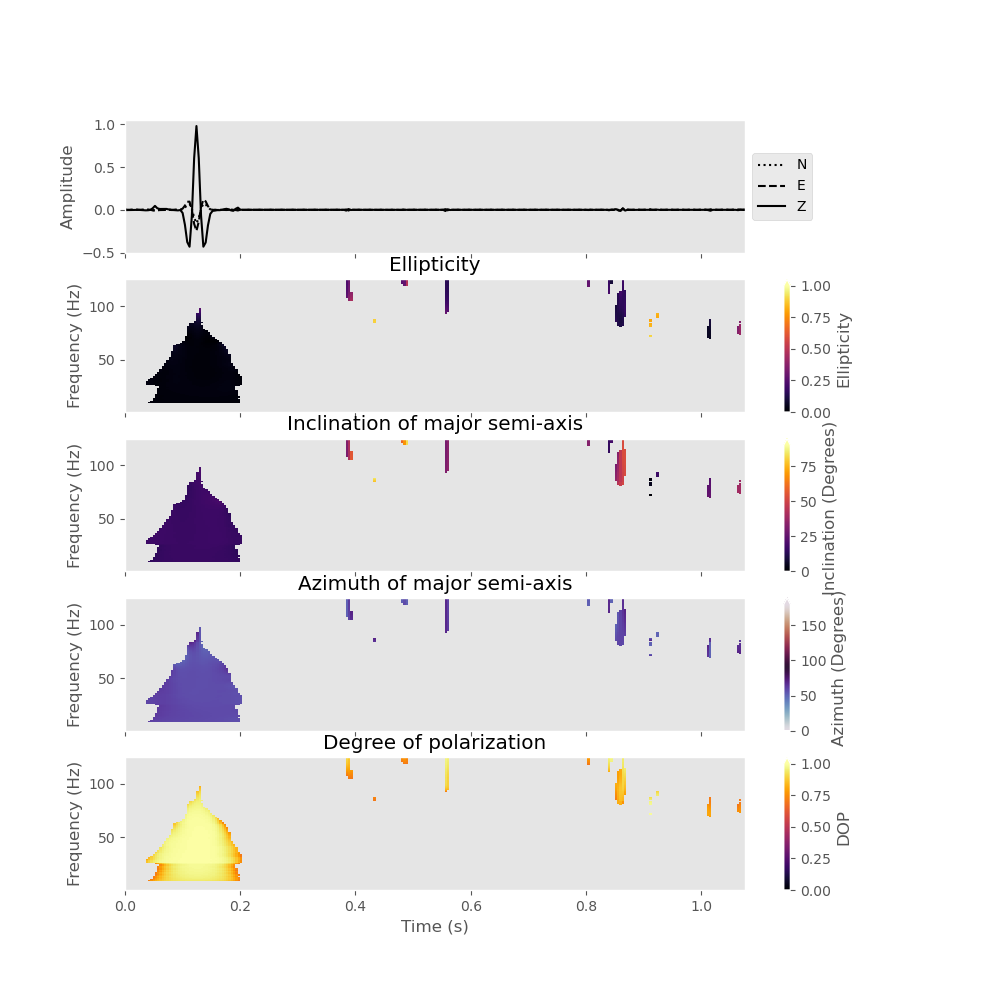 1.0
0.5
0.0
−0.5
Amplitude
N
E
Z
Ellipticity
100
50
Frequency (Hz)
1.00
0.75
0.50
0.25
0.00
Ellipticity
Inclination of major semi-axis
100
50
Frequency (Hz)
75
50
25
0
Inclination (Degrees)
Azimuth of major semi-axis
100
50
Frequency (Hz)
150
100
50
0
Azimuth (Degrees)
Degree of polarization
100
50
Frequency (Hz)
1.00
0.75
0.50
0.25
0.00
DOP
0.0 0.2 0.4 0.6 0.8 1.0
Time (s)